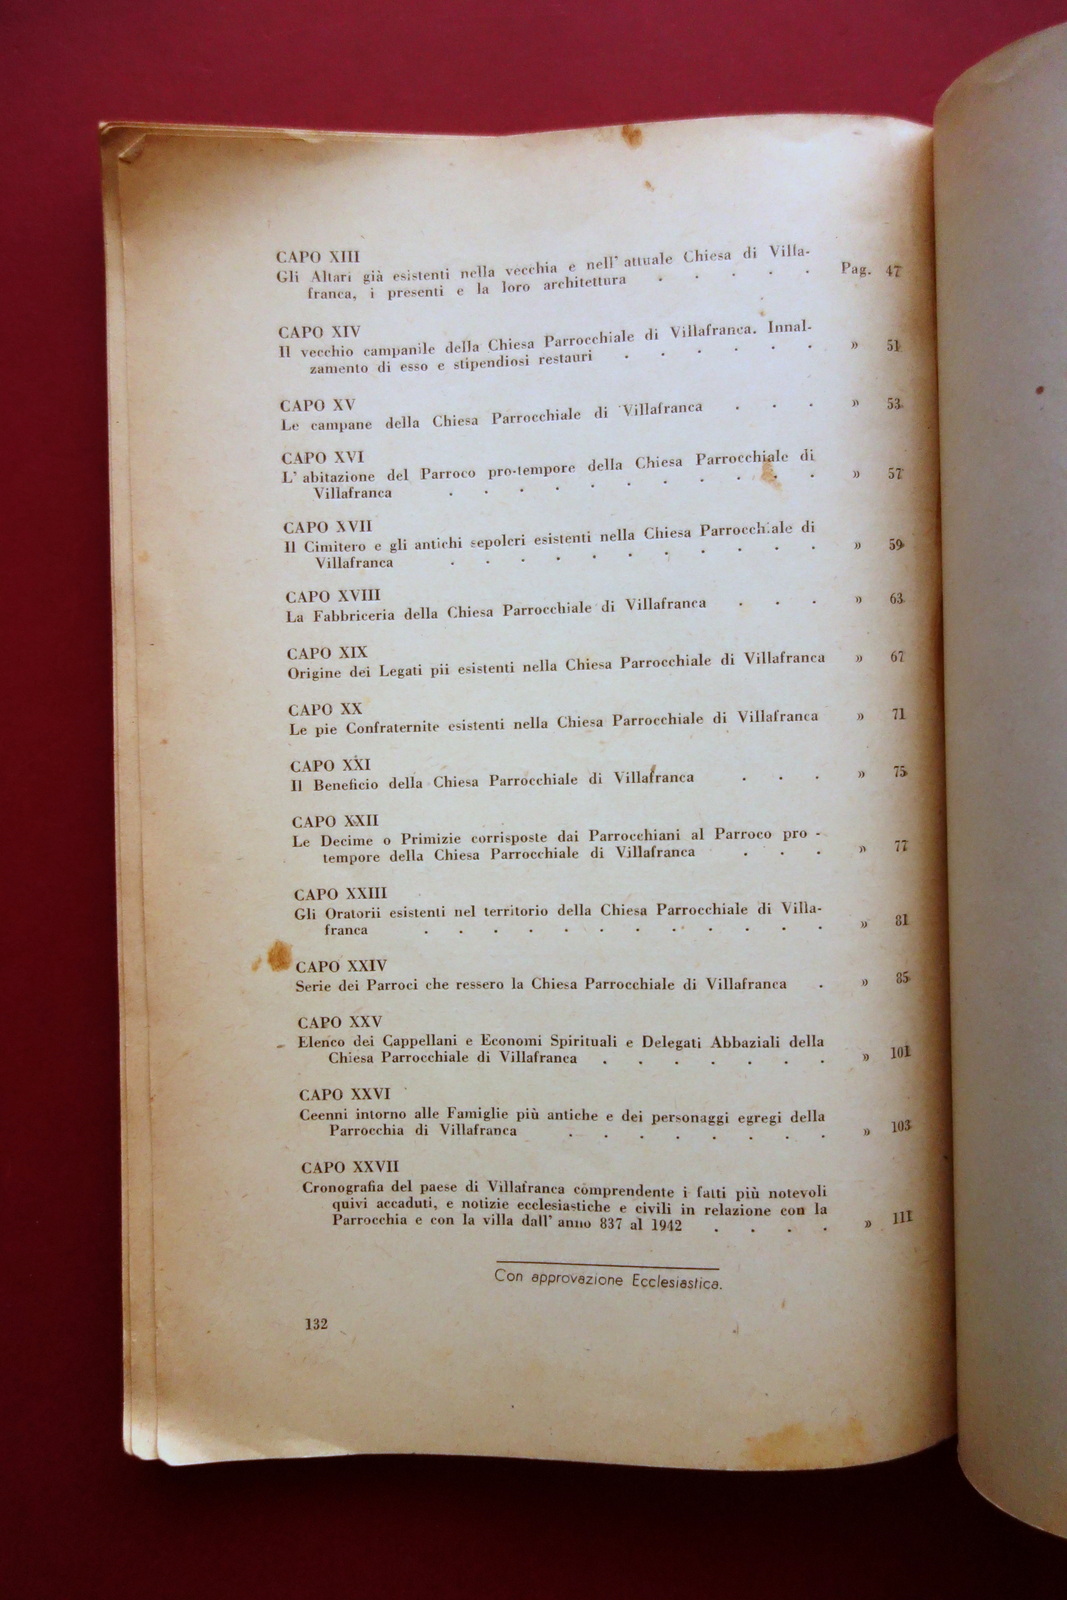 CAPO XIII
Gli Altari già esistenti nella vecchia e nell' attuale Chiesa di Villa-
franca, i presenti e la loro architettura . . . . . Pag. 47
CAPO XIV
Il vecchio campanile della Chiesa Parrocchiale di Villafranca. Innal-
zamento di esso e stipendiosi restauri . . . . . . » 51
CAPO XV
Le campane della Chiesa Parrocchiale di Villafranca . . . » 53
CAPO XVI
L' abitazione del Parroco pro-tempore della Chiesa Parrocchiale di
Villafranca . . . . . . . . . . . » 57
CAPO XVII
Il Cimitero e gli antichi sepolcri esistenti nella Chiesa Parrocchiale di
Villafranca . . . . . . . . . . . » 59
CAPO XVIII
La Fabbriceria della Chiesa Parrocchiale di Villafranca . . . » 63
CAPO XIX
Origine dei Legati pii esistenti nella Chiesa Parrocchiale di Villafranca » 67
CAPO XX
Le pie Confraternite esistenti nella Chiesa Parrocchiale di Villafranca » 71
CAPO XXI
Il Beneficio della Chiesa Parrocchiale di Villafranca . . . » 75
CAPO XXII
Le Decime o Primizie corrisposte dai Parrocchiani al Parroco pro -
tempore della Chiesa Parrocchiale di Villafranca . . . » 77
CAPO XXIII
Gli Oratorii esistenti nel territorio della Chiesa Parrocchiale di Villa-
franca . . . . . . . . . . . . » 81
CAPO XXIV
Serie dei Parroci che ressero la Chiesa Parrocchiale di Villafranca . » 85
CAPO XXV
Elenco dei Cappellani e Economi Spirituali e Delegati Abbaziali della
Chiesa Parrocchiale di Villafranca . . . . . . . » 101
CAPO XXVI
Ceenni intorno alle Famiglie più antiche e dei personaggi egregi della
Parrocchia di Villafranca . . . . . . . . » 103
CAPO XXVII
Cronografia del paese di Villafranca comprendente i fatti più notevoli
quivi accaduti, e notizie ecclesiastiche e civili in relazione con la
Parrocchia e con la villa dall' anno 837 al 1942 . . . . » 111
Con approvazione Ecclesiastica.
132